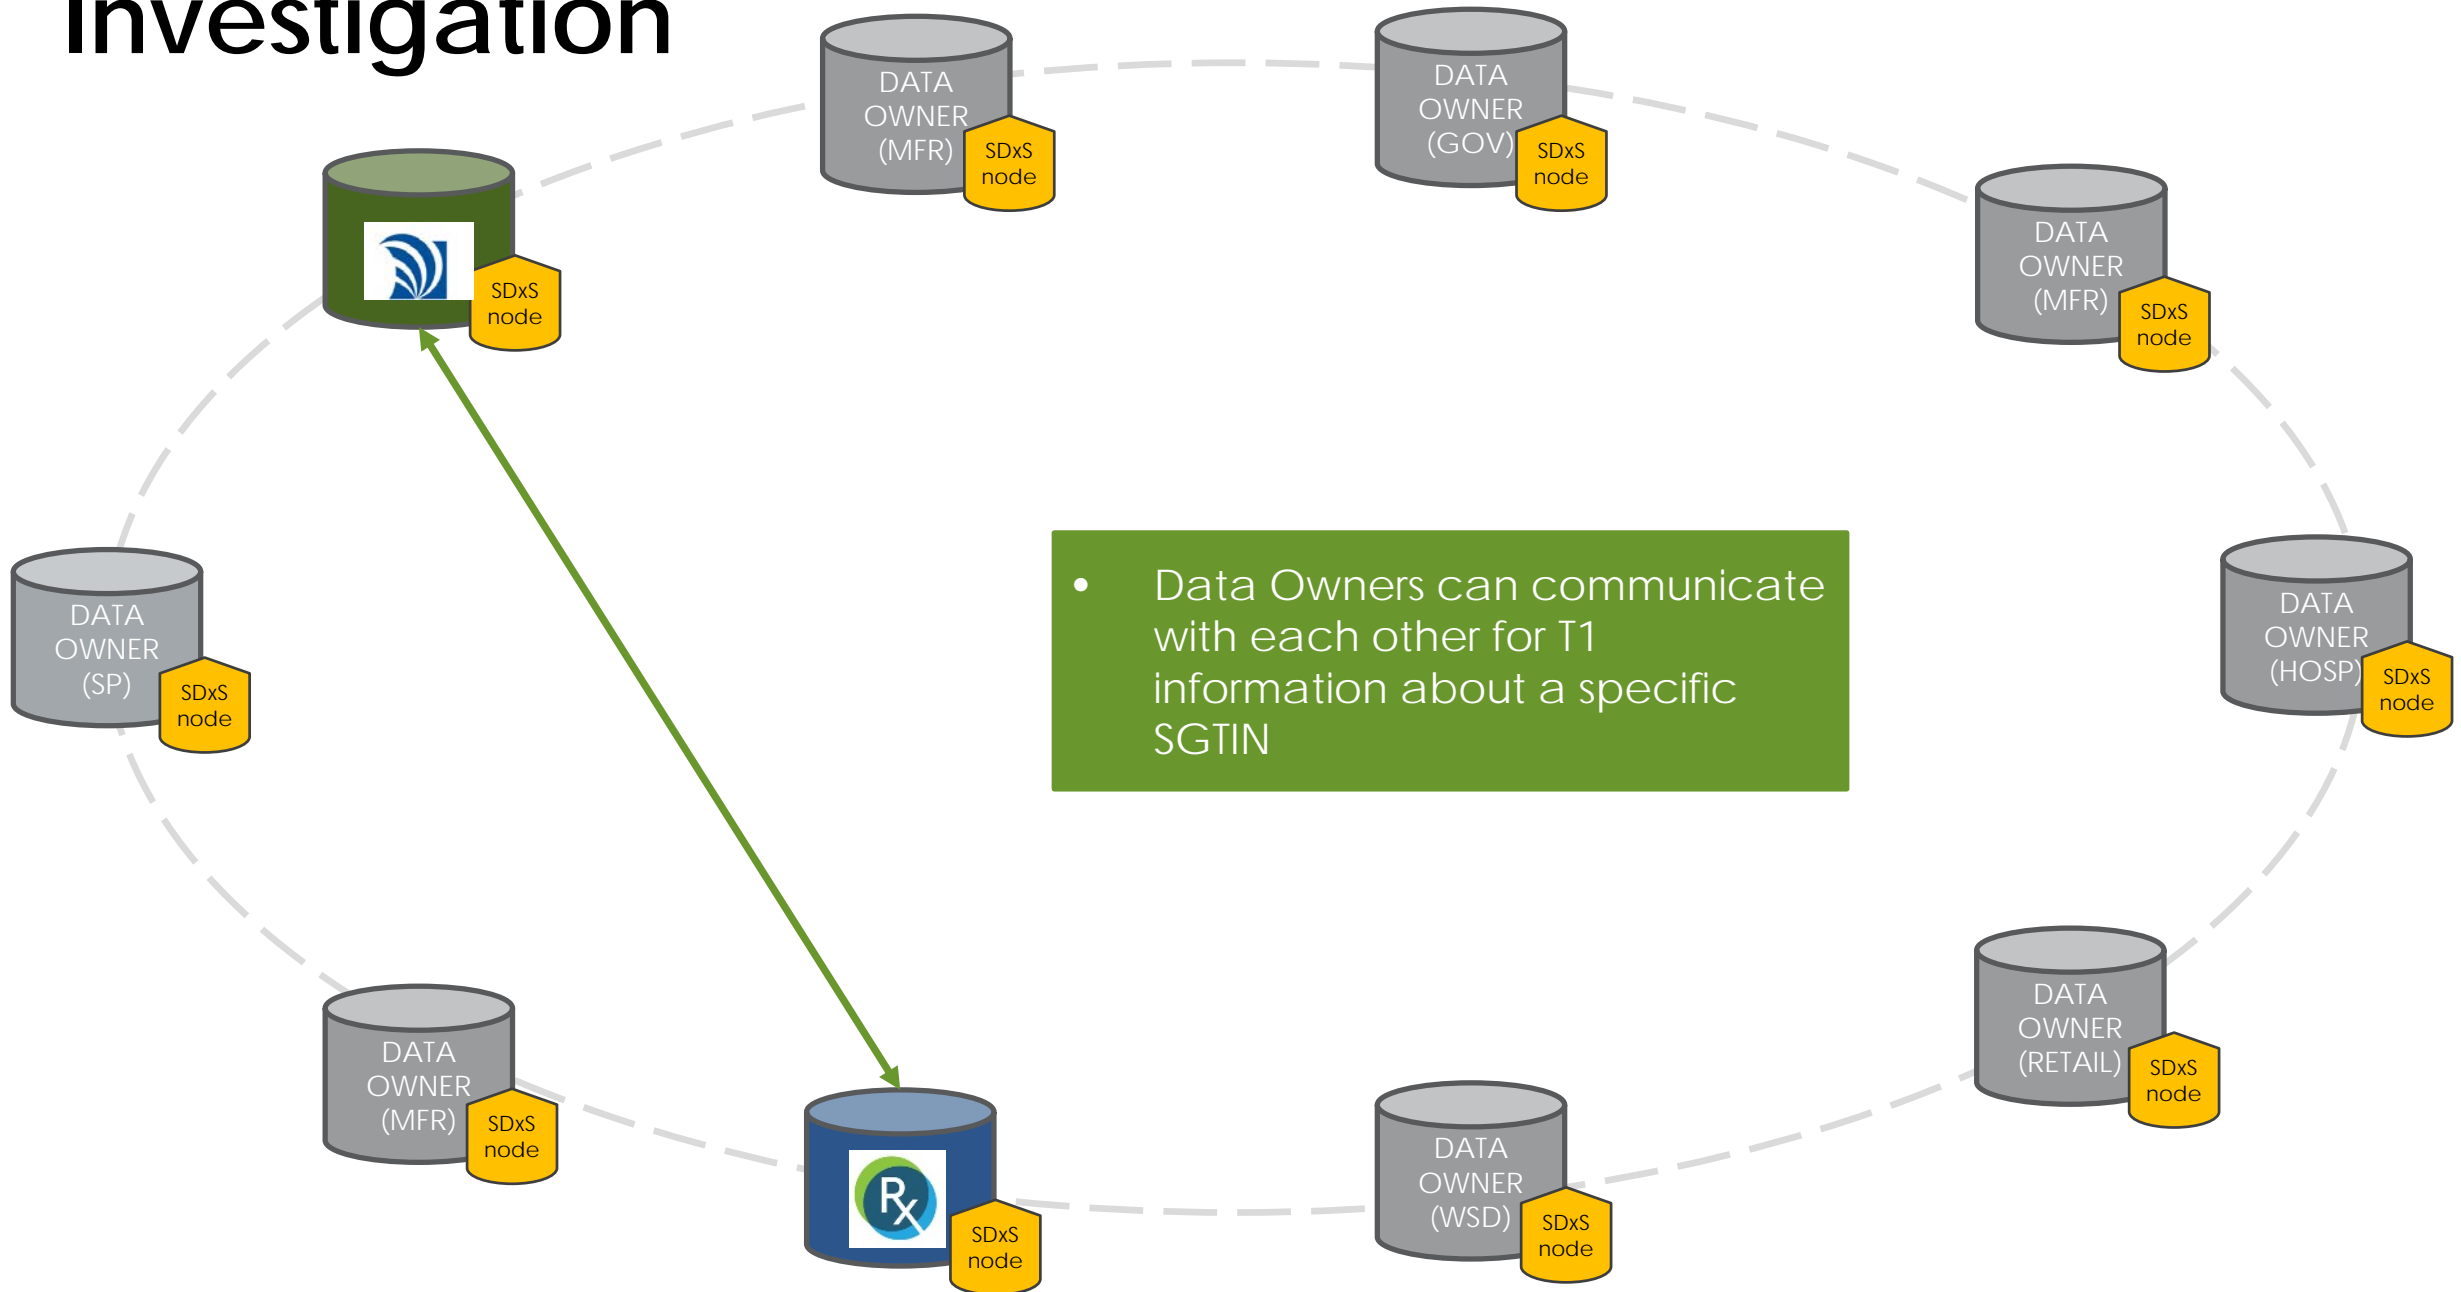 Investigation
DATA
OWNER
(MFR)
SDxS
node
DATA
OWNER
(GOV)
SDxS
node
SDxS
node
DATA
OWNER
(MFR)
SDxS
node
DATA
OWNER
(SP)
SDxS
node
• Data Owners can communicate
with each other for T1
information about a specific
SGTIN
DATA
OWNER
(HOSP)
SDxS
node
DATA
OWNER
(MFR)
SDxS
node
Rx
SDxS
node
DATA
OWNER
(WSD)
SDxS
node
DATA
OWNER
(RETAIL)
SDxS
node